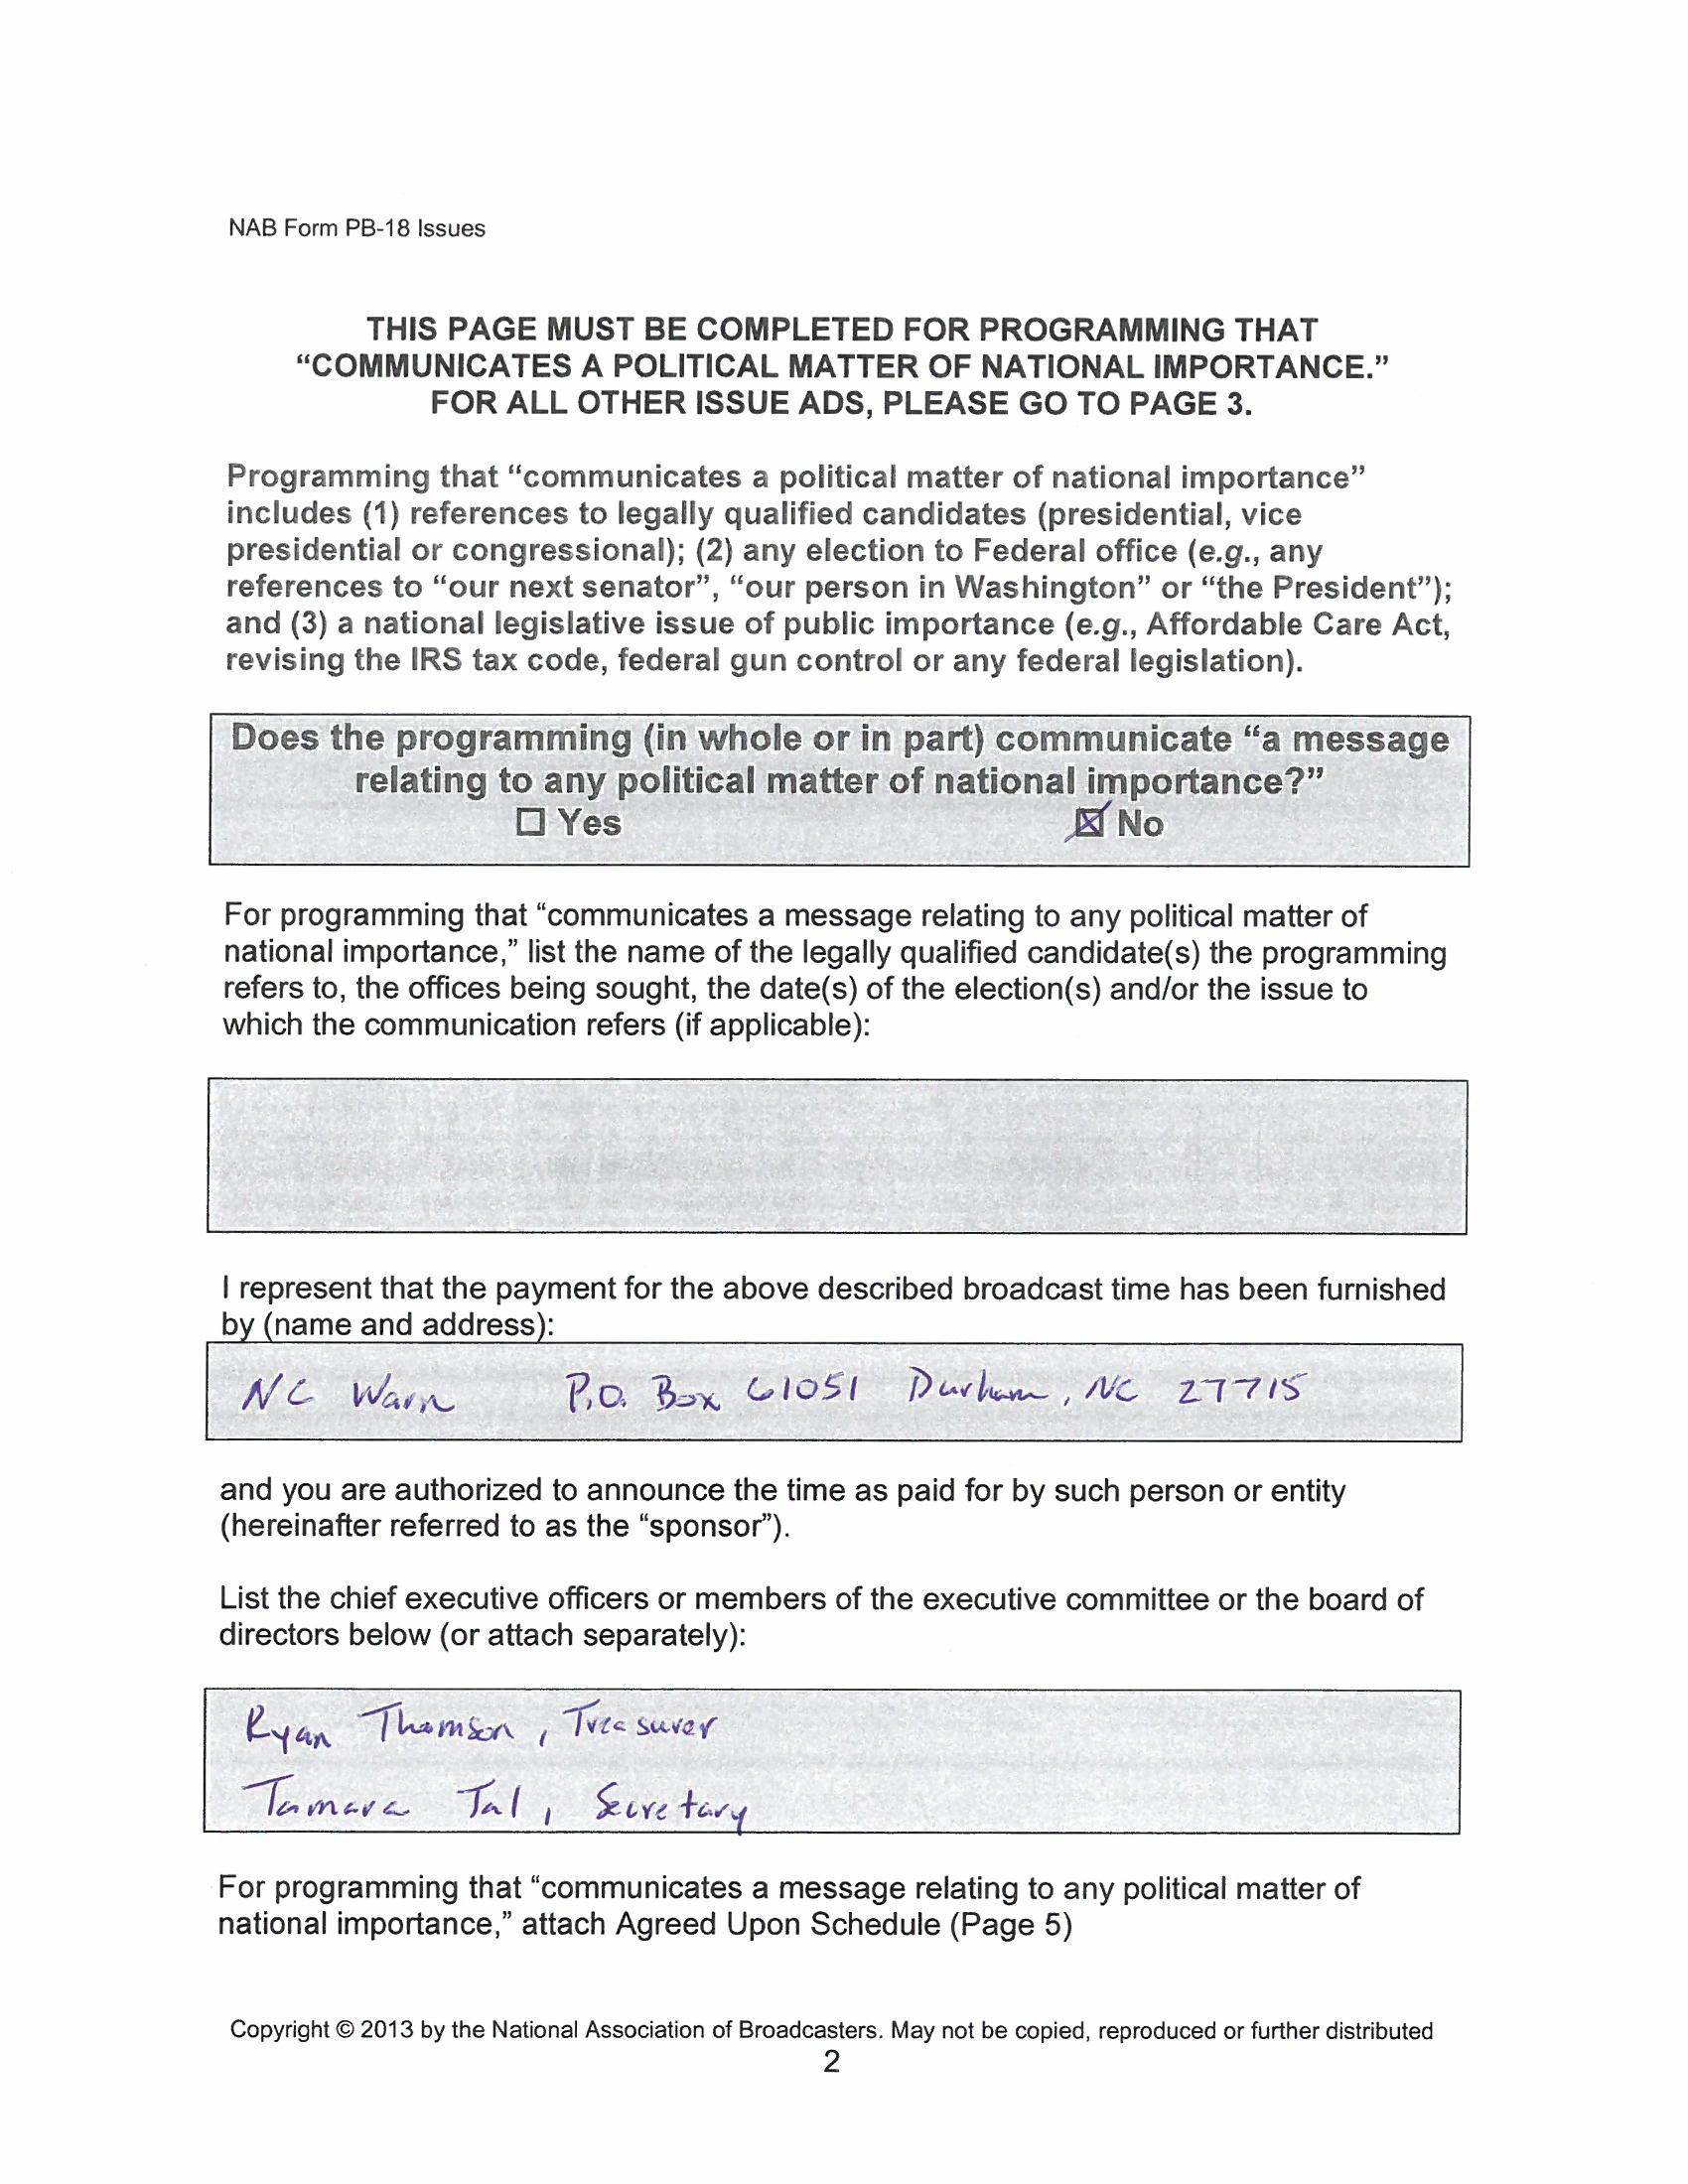 NAB Form PB-18 Issues
THIS PAGE MUST BE COMPLETED FOR PROGRAMMING THAT
“COMMUNICATES A POLITICAL MATTER OF NATIONAL IMPORTANCE.”
FOR ALL OTHER ISSUE ADS, PLEASE GO TO PAGE 3.
Programming that “communicates a political matter of national importance”
includes (1) references to legally qualified candidates (presidential, vice
presidential or congressional); (2) any election to Federal office (e.g., any
references to “our next senator”, “our person in Washington” or “the President”);
and (3) a national legislative issue of public importance (e.g., Affordable Care Act,
revising the IRS tax code, federal gun control or any federal legislation).
Does the programming (in whole or in part) communicate “a message
relating to any political matter of national importance?”
☐ Yes ☒ No
For programming that “communicates a message relating to any political matter of
national importance,” list the name of the legally qualified candidate(s) the programming
refers to, the offices being sought, the date(s) of the election(s) and/or the issue to
which the communication refers (if applicable):
I represent that the payment for the above described broadcast time has been furnished
by (name and address):
NC Warn P.O. Box 61051 Durham, NC 27715
and you are authorized to announce the time as paid for by such person or entity
(hereinafter referred to as the “sponsor”).
List the chief executive officers or members of the executive committee or the board of
directors below (or attach separately):
Ryan Thomson, Treasurer
Tamara Tal, Secretary
For programming that “communicates a message relating to any political matter of
national importance,” attach Agreed Upon Schedule (Page 5)
Copyright © 2013 by the National Association of Broadcasters. May not be copied, reproduced or further distributed
2